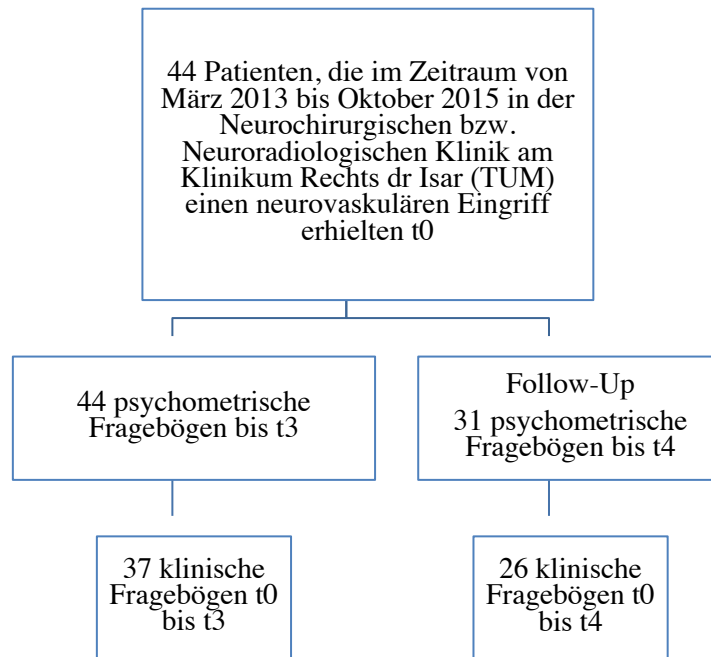 44 Patienten, die im Zeitraum von
März 2013 bis Oktober 2015 in der
Neurochirurgischen bzw.
Neuroradiologischen Klinik am
Klinikum Rechts dr Isar (TUM)
einen neurovaskulären Eingriff
erhielten t0
44 psychometrische
Fragebögen bis t3
Follow-Up
31 psychometrische
Fragebögen bis t4
37 klinische
Fragebögen t0
bis t3
26 klinische
Fragebögen t0
bis t4